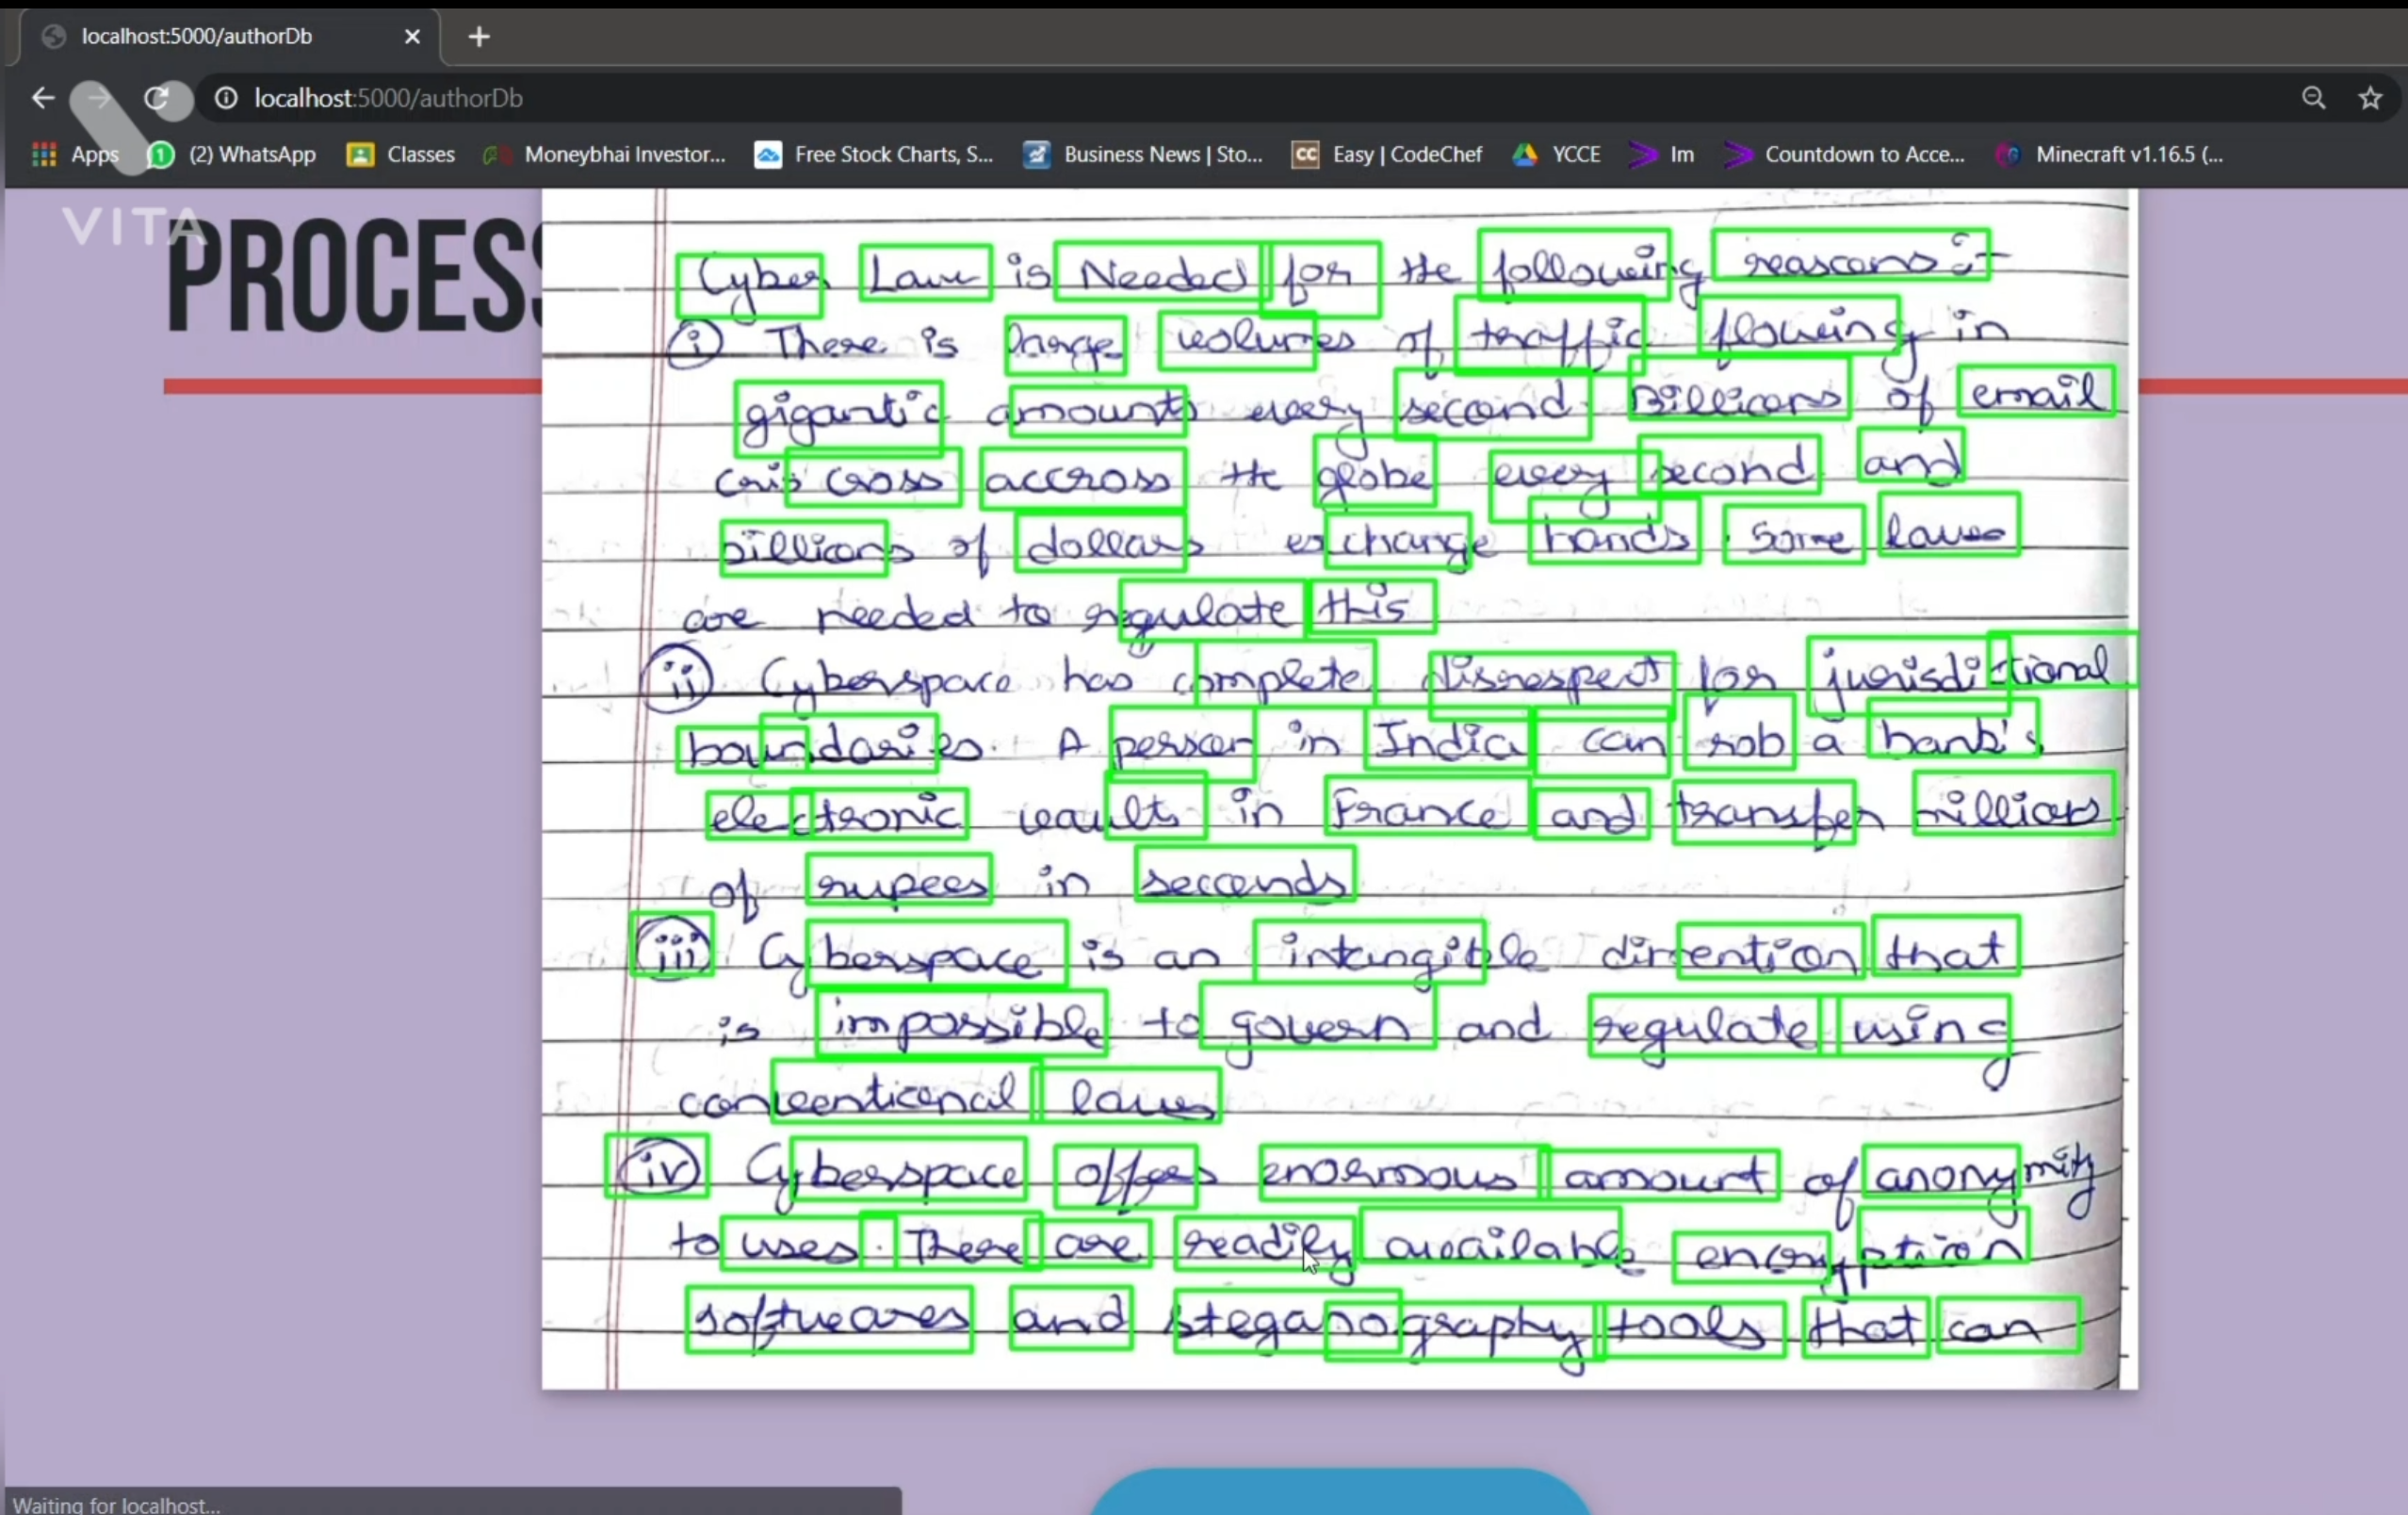 localhost:5000/authorDb
localhost:5000/authorDb
Apps (2) WhatsApp Classes Moneybhai Investor... Free Stock Charts, S... Business News | Sto... CC Easy | CodeChef YCCE Im Countdown to Acce... Minecraft v1.16.5 (...
VITA
PROCESS
Cyber Law is Needed for the following reasons :-
(i) There is large volumes of traffic flowing in
gigantic amounts every second. Billions of email
cris cross accross the globe every second and
billions of dollars exchange hands. Some laws
are needed to regulate this
(ii) Cyberspace has complete disrespect for jurisdictional
boundaries. A person in India can rob a bank's
electronic vault in France and transfer millions
of rupees in seconds
(iii) Cyberspace is an intangible dimention that
is impossible to govern and regulate using
conventional laws
(iv) Cyberspace offers enormous amount of anonymity
to uses. There are readily available encryption
softwares and steganography tools that can
Waiting for localhost...